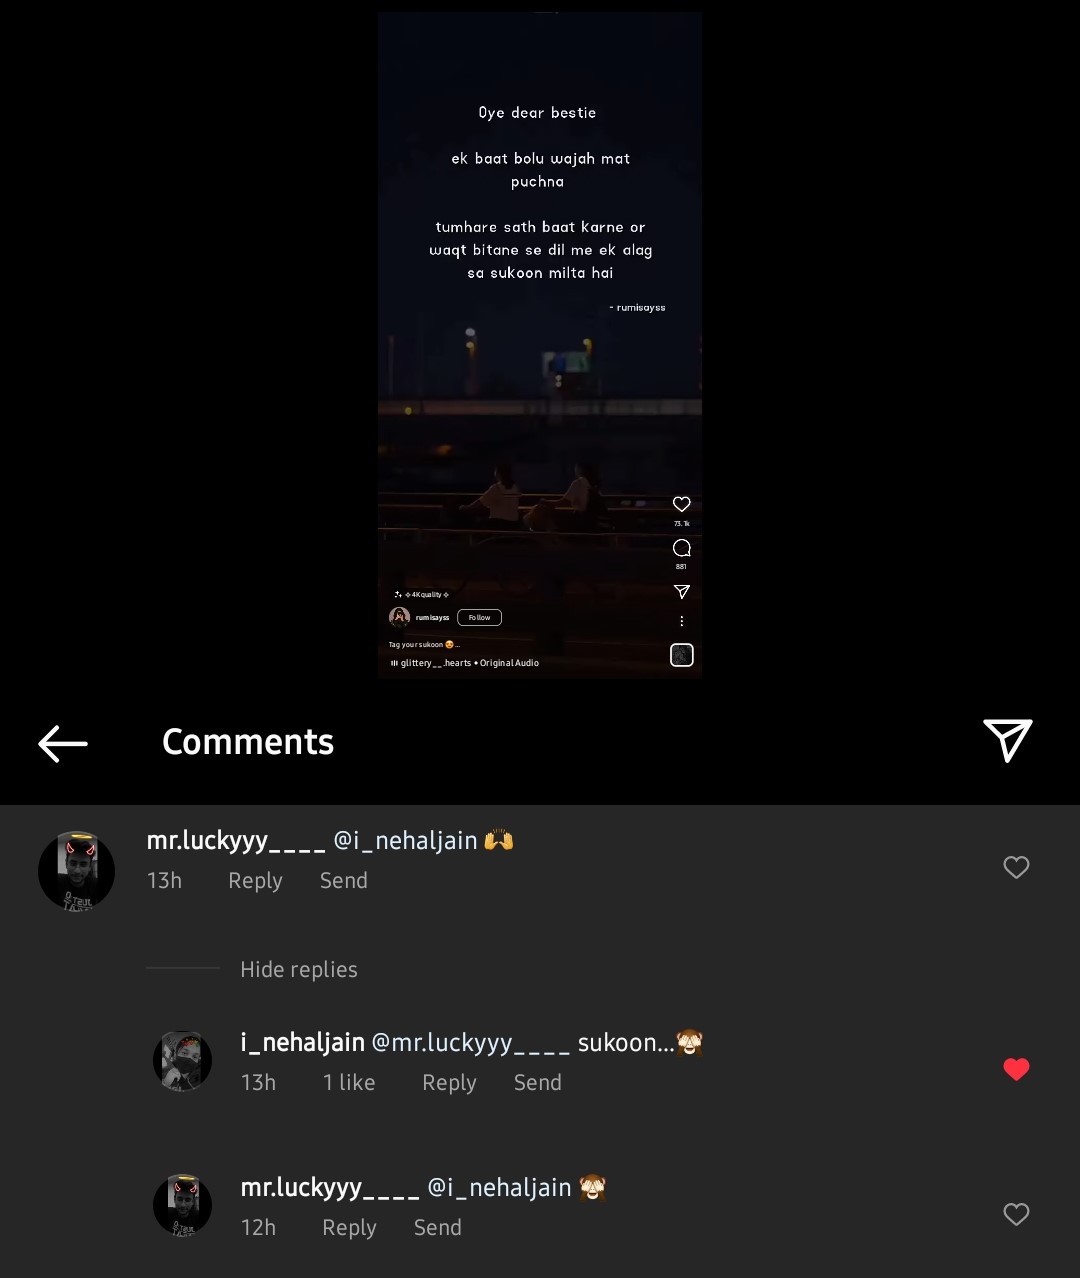 Oye dear bestie
ek baat bolu wajah mat
puchna
tumhare sath baat karne or
waqt bitane se dil me ek alag
sa sukoon milta hai
- rumisayss
73.1k
881
✧4K quality✧
rumisayss Follow
Tag your sukoon 😍...
glittery__.hearts • Original Audio
Comments
mr.luckyyy____ @i_nehaljain 🙌
13h Reply Send
Hide replies
i_nehaljain @mr.luckyyy____ sukoon...🙈
13h 1 like Reply Send
mr.luckyyy____ @i_nehaljain 🙈
12h Reply Send